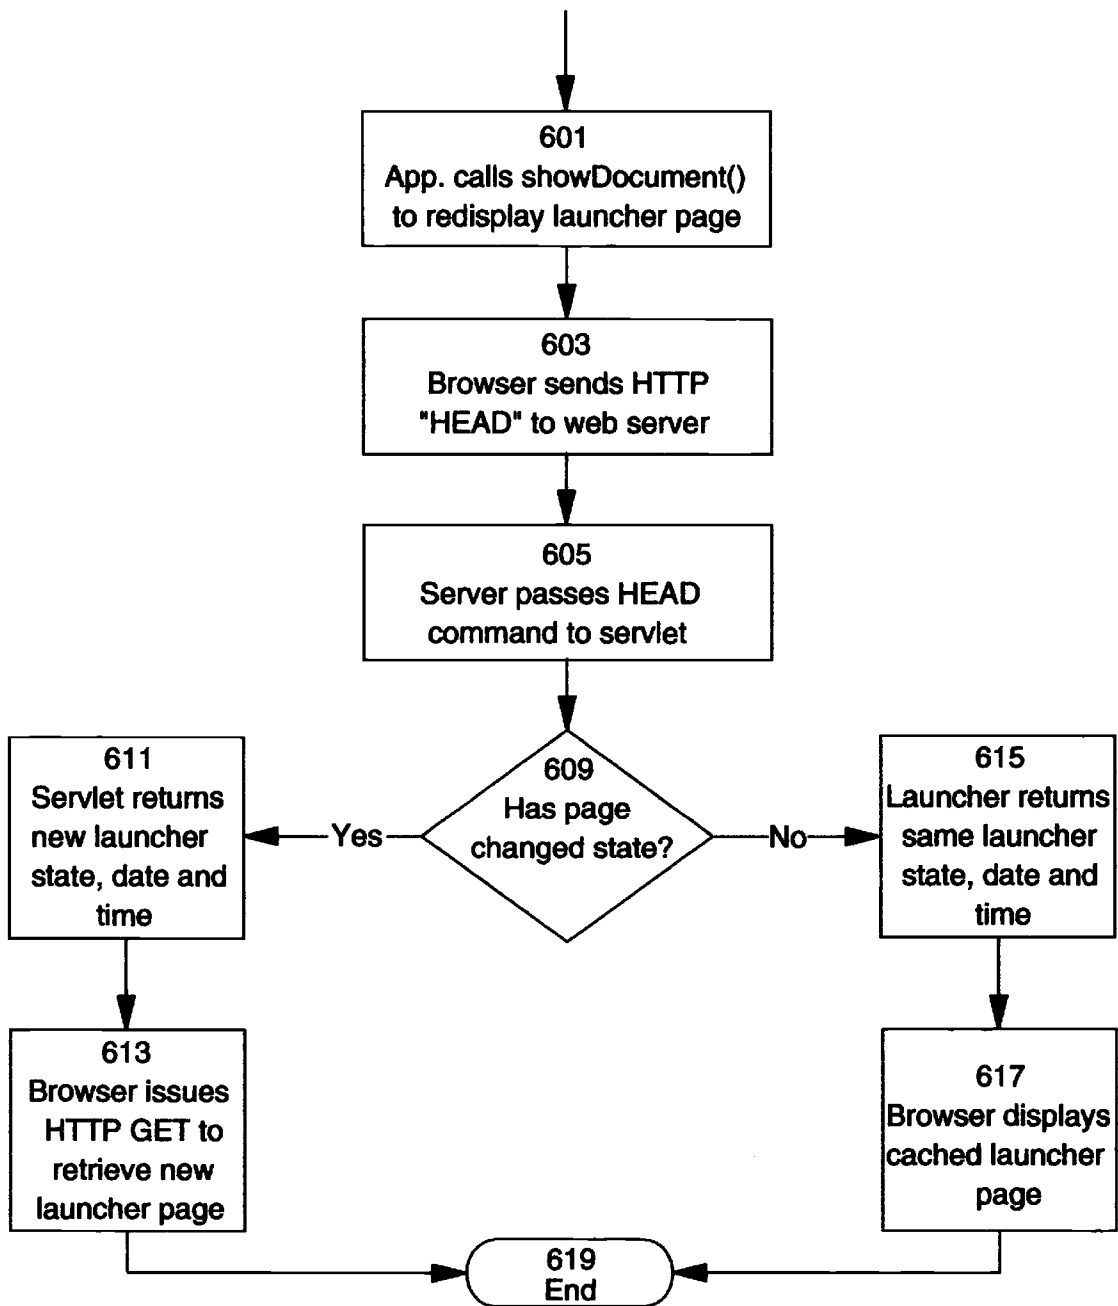 601
App. calls showDocument()
to redisplay launcher page
603
Browser sends HTTP
"HEAD" to web server
605
Server passes HEAD
command to servlet
609
Has page
changed state?
Yes
No
611
Servlet returns
new launcher
state, date and
time
615
Launcher returns
same launcher
state, date and
time
613
Browser issues
HTTP GET to
retrieve new
launcher page
617
Browser displays
cached launcher
page
619
End